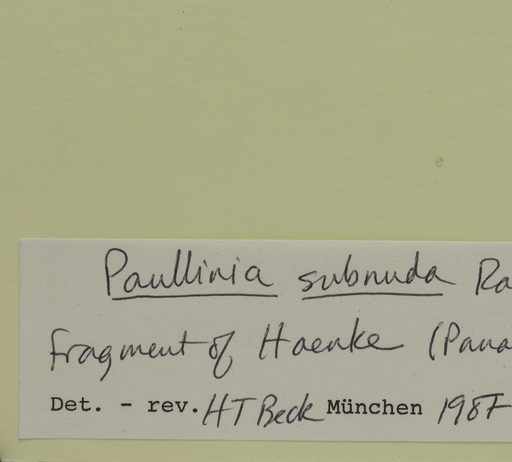 Paullinia subnuda Ra
fragment of Haenke (Pana
Det. - rev. HT Beck München 1987